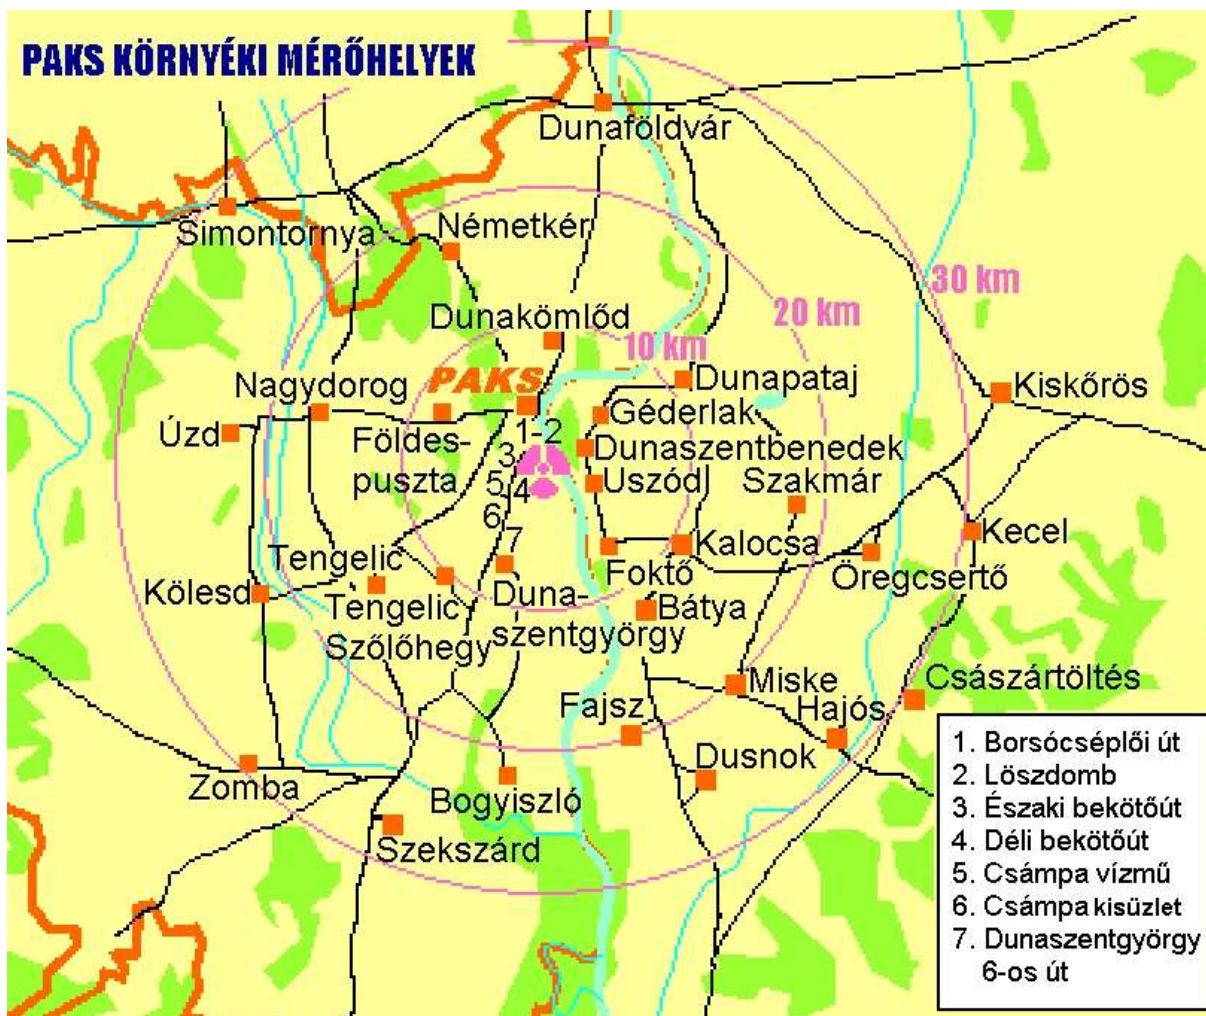 PAKS KÖRNYÉKI MÉRŐHELYEK
Dunaföldvár
Simontornya
Németkér
30 km
20 km
Dunakömlőd
10 km
Nagydorog
PAKS
Dunapataj
Kiskőrös
Úzd
Földes-
puszta
1-2
Géderlak
3
Dunaszentbenedek
5
4
Uszód
Szakmár
6
7
Kalocsa
Kecel
Tengelic
Foktő
Öregcsertő
Kölesd
Tengelic
Szőlőhegy
Duna-
szentgyörgy
Bátya
Miske
Császártöltés
Fajsz
Hajós
Dusnok
Zomba
Bogyiszló
Szekszárd
1. Borsócséplői út
2. Löszdomb
3. Északi bekötőút
4. Déli bekötőút
5. Csámpa vízmű
6. Csámpa kisüzlet
7. Dunaszentgyörgy
6-os út